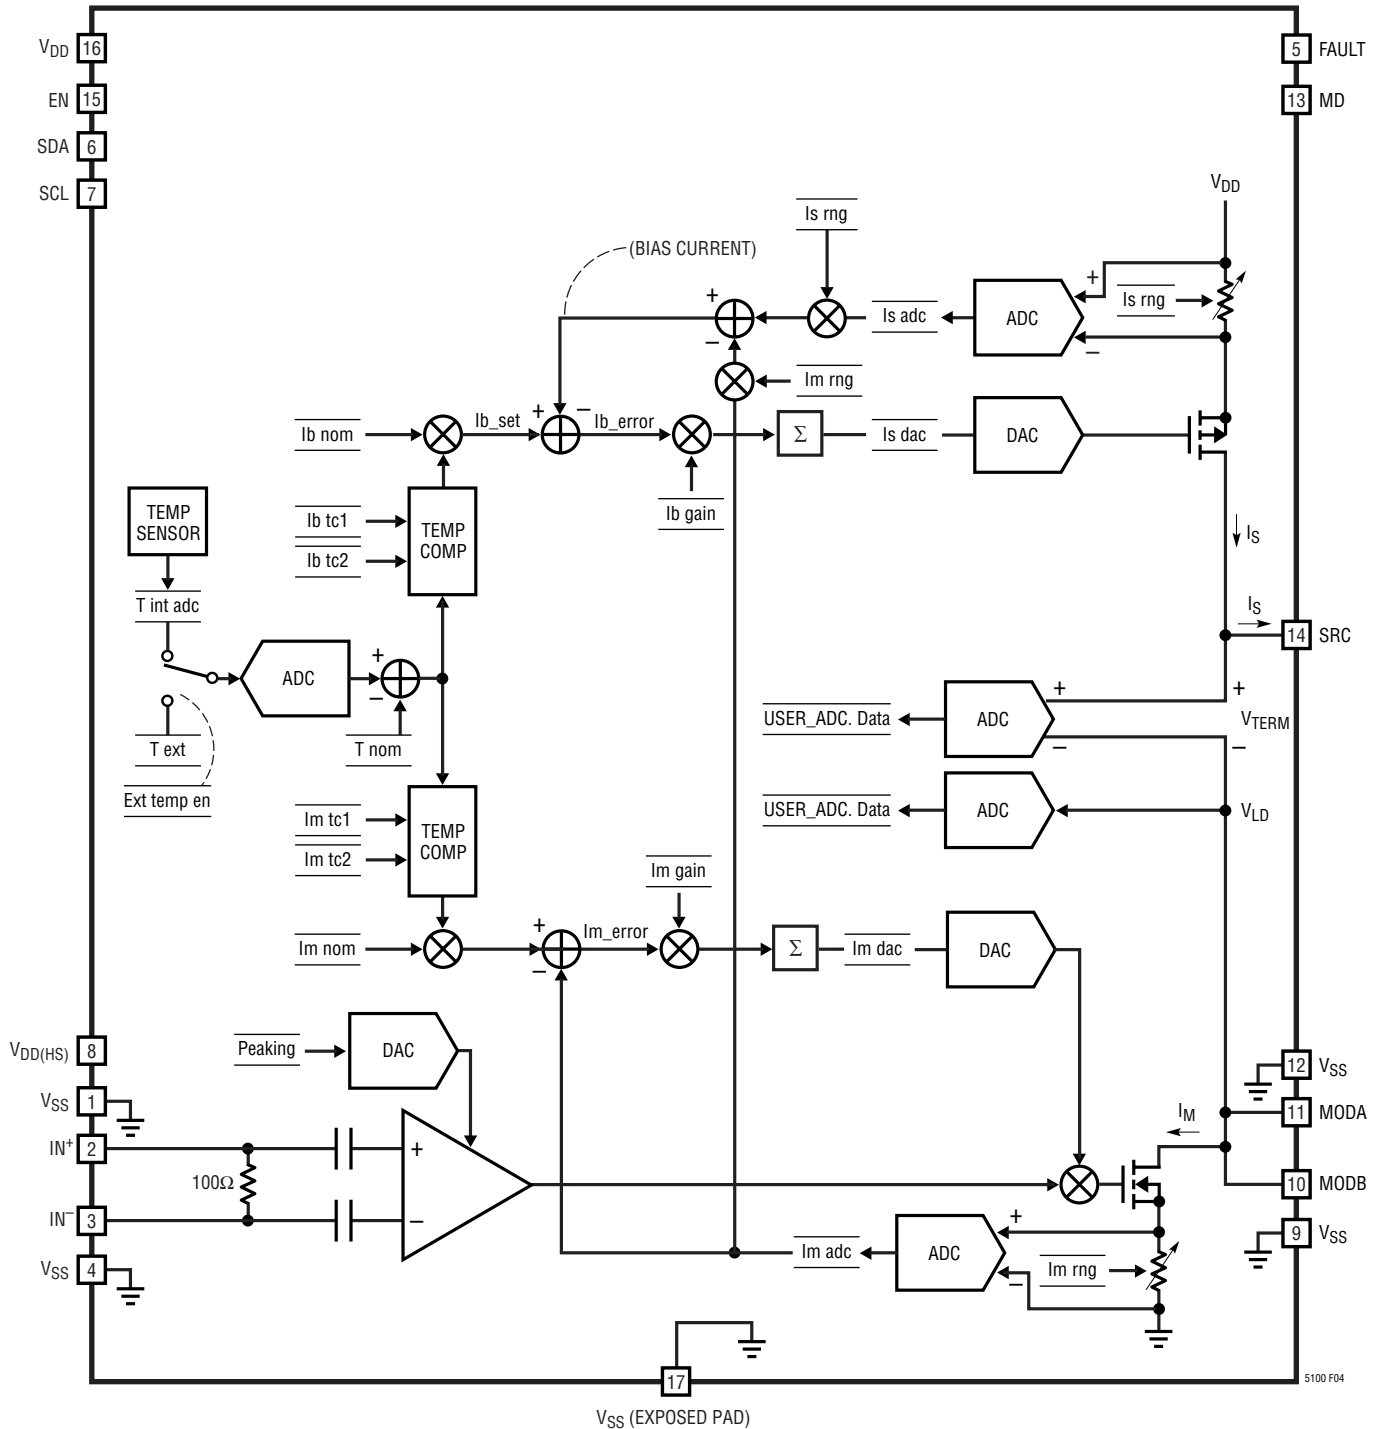 VDD 16
5 FAULT
EN 15
13 MD
SDA 6
SCL 7
VDD
Is rng
(BIAS CURRENT)
+
+
Is rng
ADC
Is adc
−
−
Im rng
Ib nom
Ib_set
+
−
Ib_error
Σ
Is dac
DAC
Ib gain
TEMP
SENSOR
Ib tc1
Ib tc2
TEMP
COMP
IS
T int adc
IS
14 SRC
ADC
+
−
T nom
T ext
Ext temp en
USER_ADC. Data
ADC
+
−
+
VTERM
−
USER_ADC. Data
ADC
VLD
Im tc1
Im tc2
TEMP
COMP
Im gain
Im nom
+
−
Im_error
Σ
Im dac
DAC
Peaking
DAC
VDD(HS) 8
12 VSS
VSS 1
IM
11 MODA
IN+ 2
+
100Ω
10 MODB
IN− 3
−
9 VSS
VSS 4
Im adc
ADC
+
−
Im rng
17
VSS (EXPOSED PAD)
5100 F04